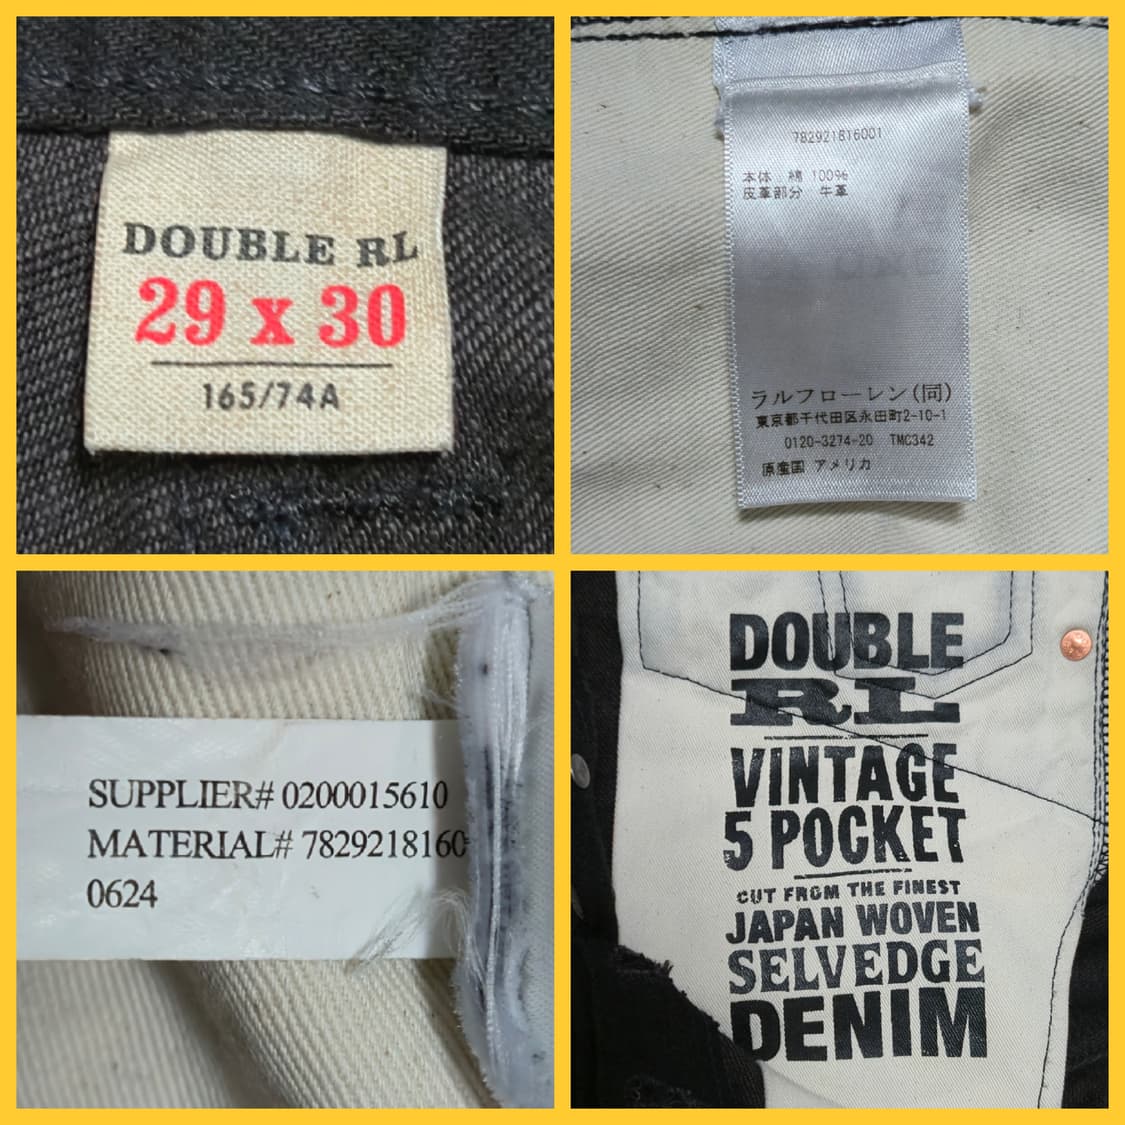 DOUBLE RL
29 x 30
165/74A
782921816001
本体 綿 100%
皮革部分 牛革
ラルフローレン(同)
東京都千代田区永田町2-10-1
0120-3274-20 TMC342
原産国 アメリカ
SUPPLIER# 0200015610
MATERIAL# 7829218160
0624
DOUBLE
RL
VINTAGE
5 POCKET
CUT FROM THE FINEST
JAPAN WOVEN
SELVEDGE
DENIM